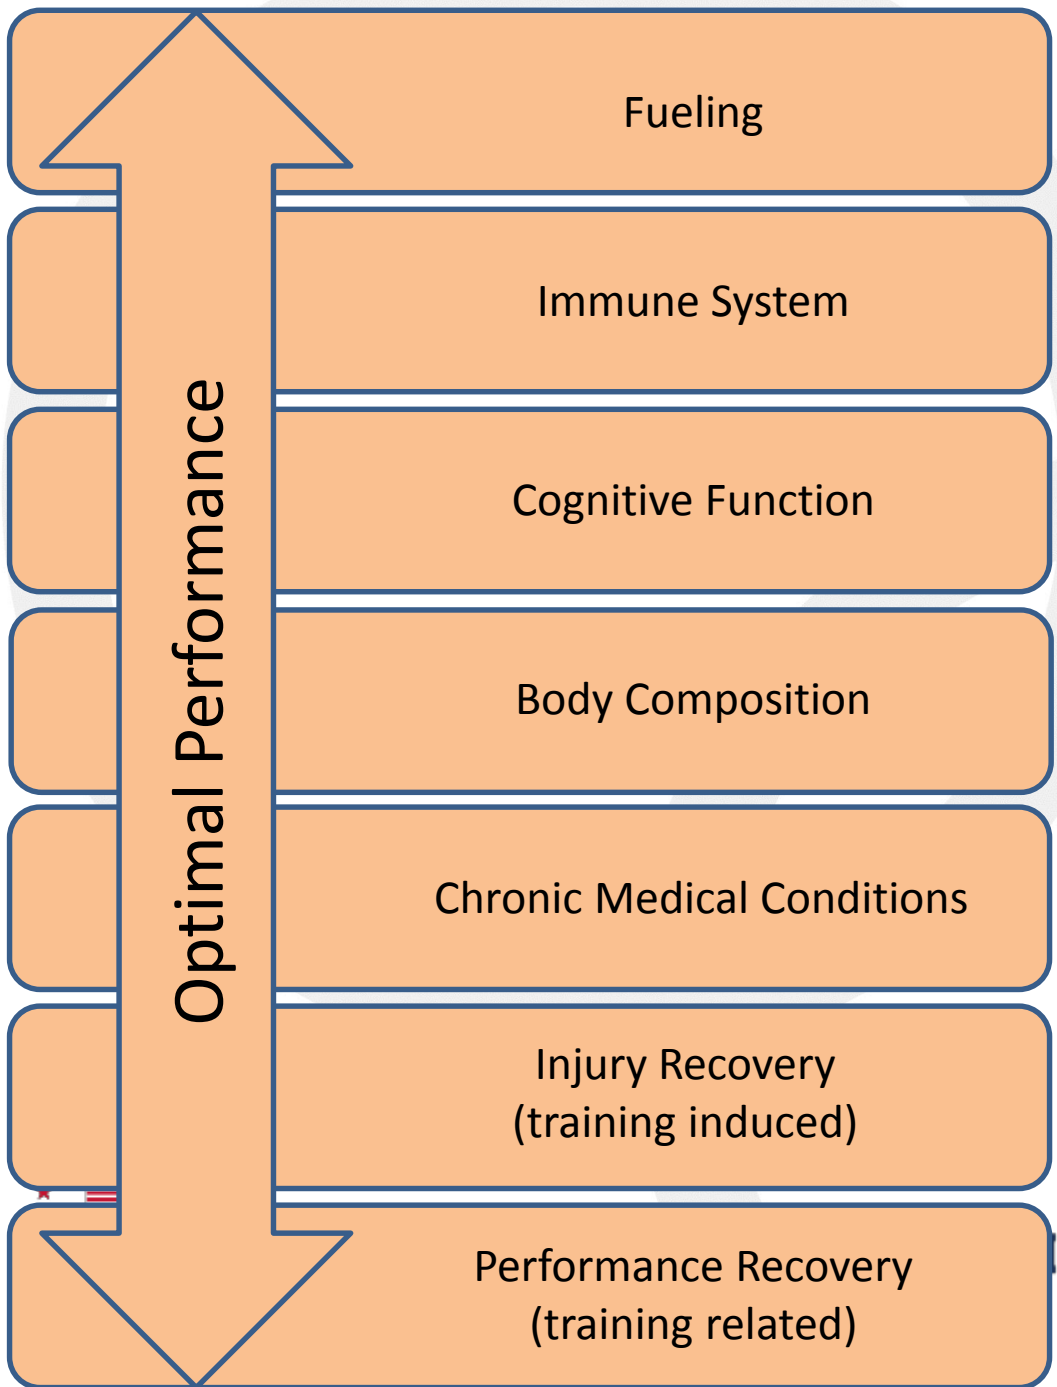 Fueling
Immune System
Cognitive Function
Body Composition
Chronic Medical Conditions
Injury Recovery
(training induced)
Performance Recovery
(training related)
Optimal Performance